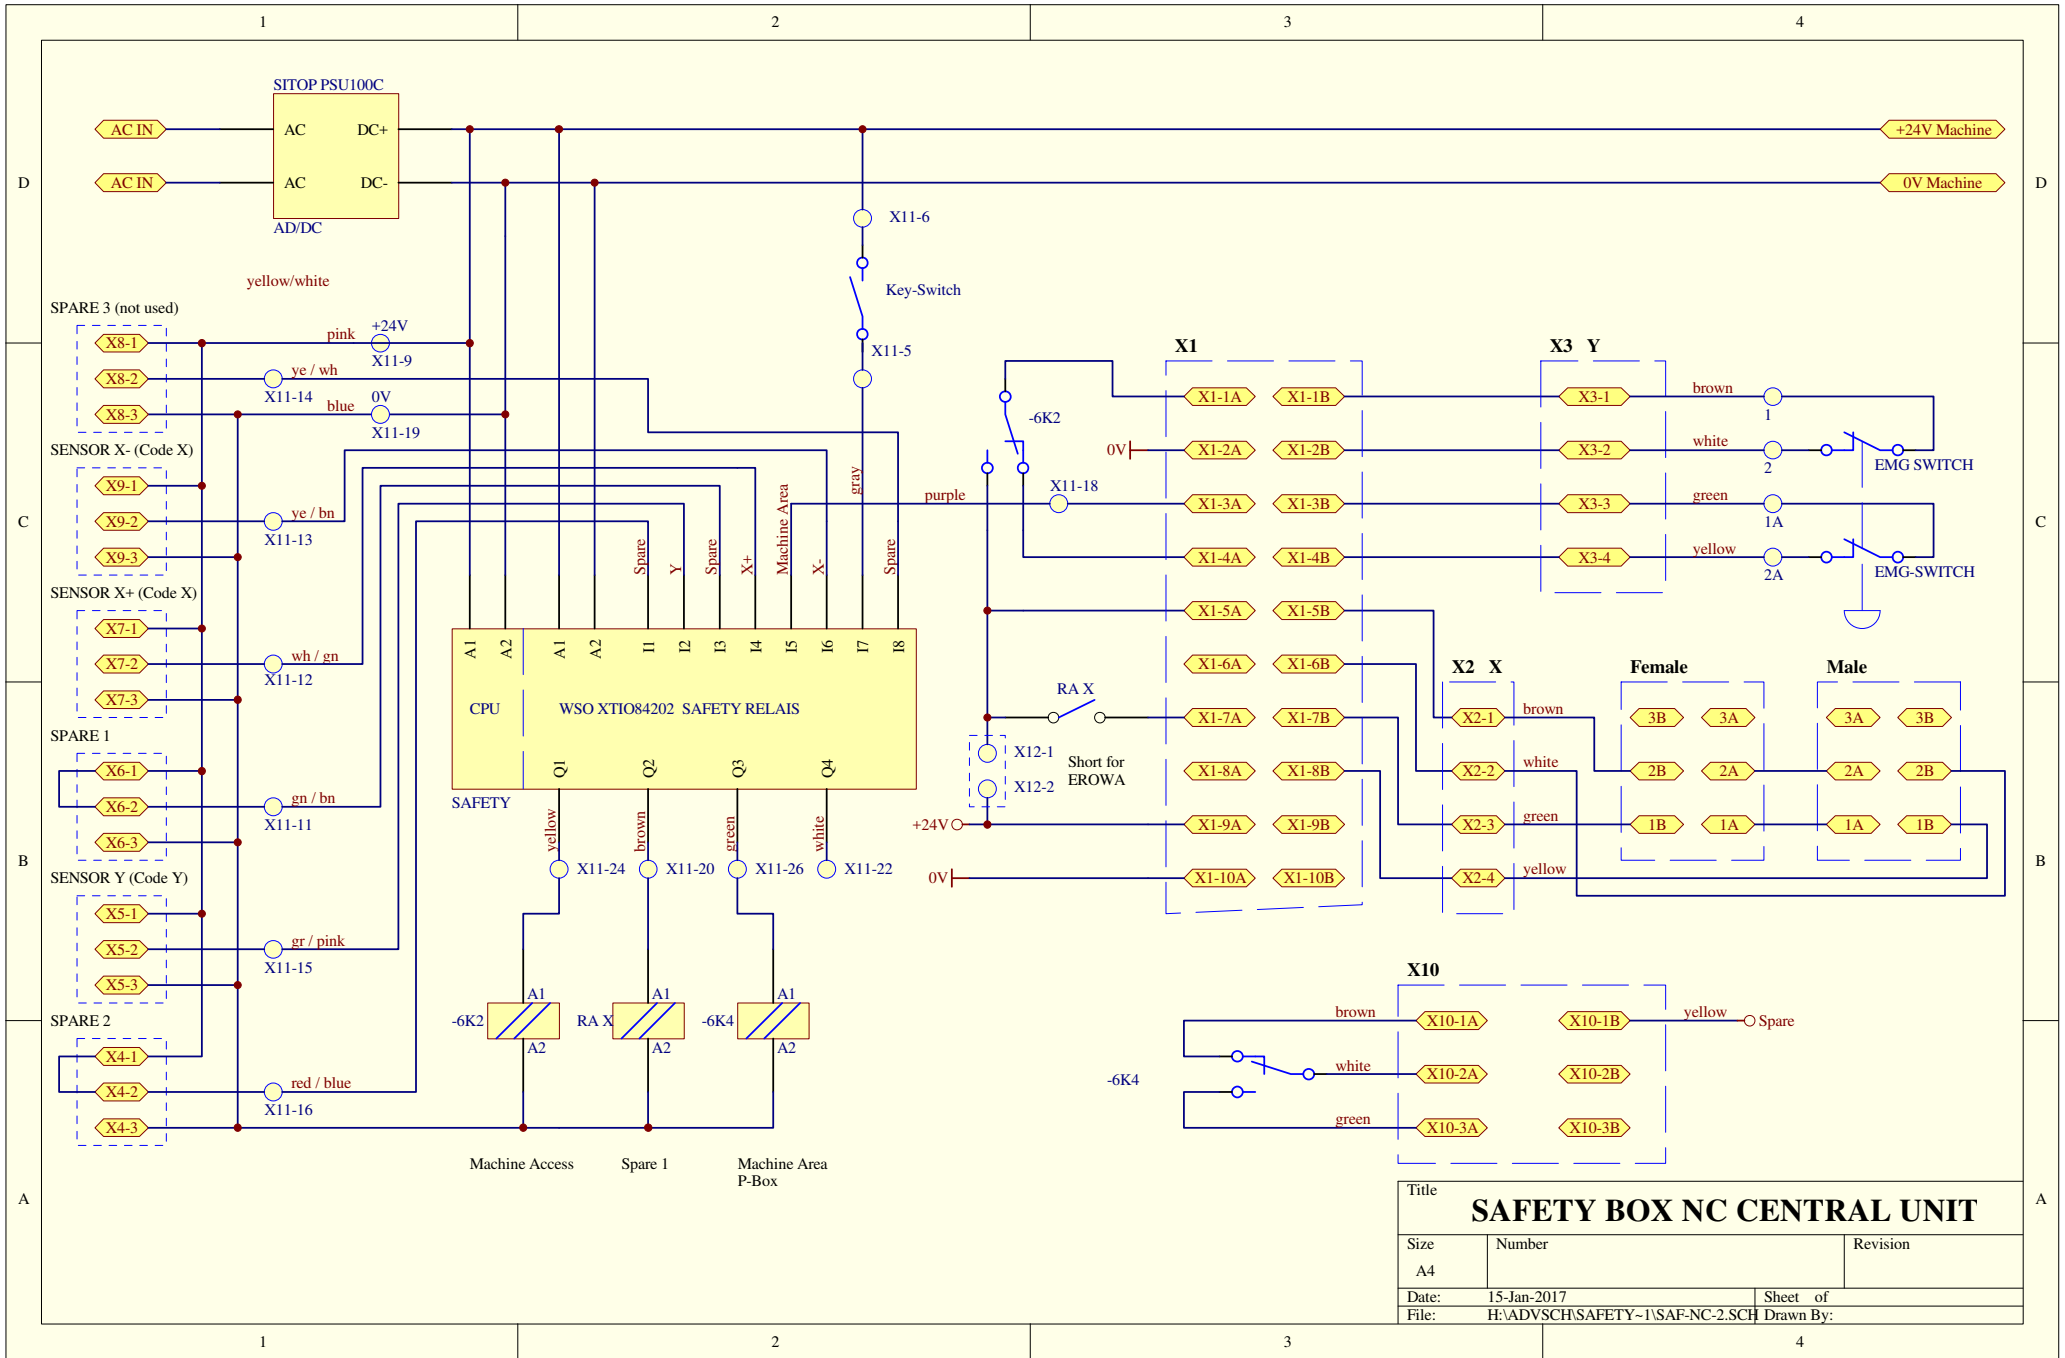 1 2 3 4
SITOP PSU100C
AC IN AC DC+ +24V Machine
D AC IN AC DC- 0V Machine D
AD/DC
X11-6
yellow/white
Key-Switch
X11-5
SPARE 3 (not used)
X8-1 pink +24V
X11-9
X8-2 ye / wh
X11-14
X8-3 blue 0V
X11-19
SENSOR X- (Code X)
X9-1
C X9-2 ye / bn C
X11-13
X9-3
SENSOR X+ (Code X)
X7-1
X7-2 wh / gn
X11-12
X7-3
SPARE 1
X6-1
X6-2 gn / bn
X11-11
X6-3
B B
SENSOR Y (Code Y)
X5-1
X5-2 gr / pink
X11-15
X5-3
SPARE 2
X4-1
X4-2 red / blue
X11-16
X4-3
Spare Y Spare X+ Machine Area X- gray Spare
A1 A2 A1 A2 I1 I2 I3 I4 I5 I6 I7 I8
CPU WSO XTIO84202 SAFETY RELAIS
Q1 Q2 Q3 Q4
SAFETY
yellow brown green white
X11-24 X11-20 X11-26 X11-22
A1 A1 A1
-6K2 RA X -6K4
A2 A2 A2
Machine Access Spare 1 Machine Area
P-Box
X1
-6K2
X1-1A X1-1B
0V X1-2A X1-2B
purple X11-18 X1-3A X1-3B
X1-4A X1-4B
X1-5A X1-5B
X1-6A X1-6B
RA X X1-7A X1-7B
X12-1 Short for
EROWA
X12-2
X1-8A X1-8B
+24V X1-9A X1-9B
0V X1-10A X1-10B
X3 Y
X3-1 brown 1
X3-2 white 2 EMG SWITCH
X3-3 green 1A
X3-4 yellow 2A EMG-SWITCH
X2 X Female Male
X2-1 brown 3B 3A 3A 3B
X2-2 white 2B 2A 2A 2B
X2-3 green 1B 1A 1A 1B
X2-4 yellow
X10
brown X10-1A X10-1B yellow Spare
-6K4 white X10-2A X10-2B
green X10-3A X10-3B
A A
Title
SAFETY BOX NC CENTRAL UNIT
Size Number Revision
A4
Date: 15-Jan-2017 Sheet of
File: H:\ADVSCH\SAFETY~1\SAF-NC-2.SCH Drawn By:
1 2 3 4